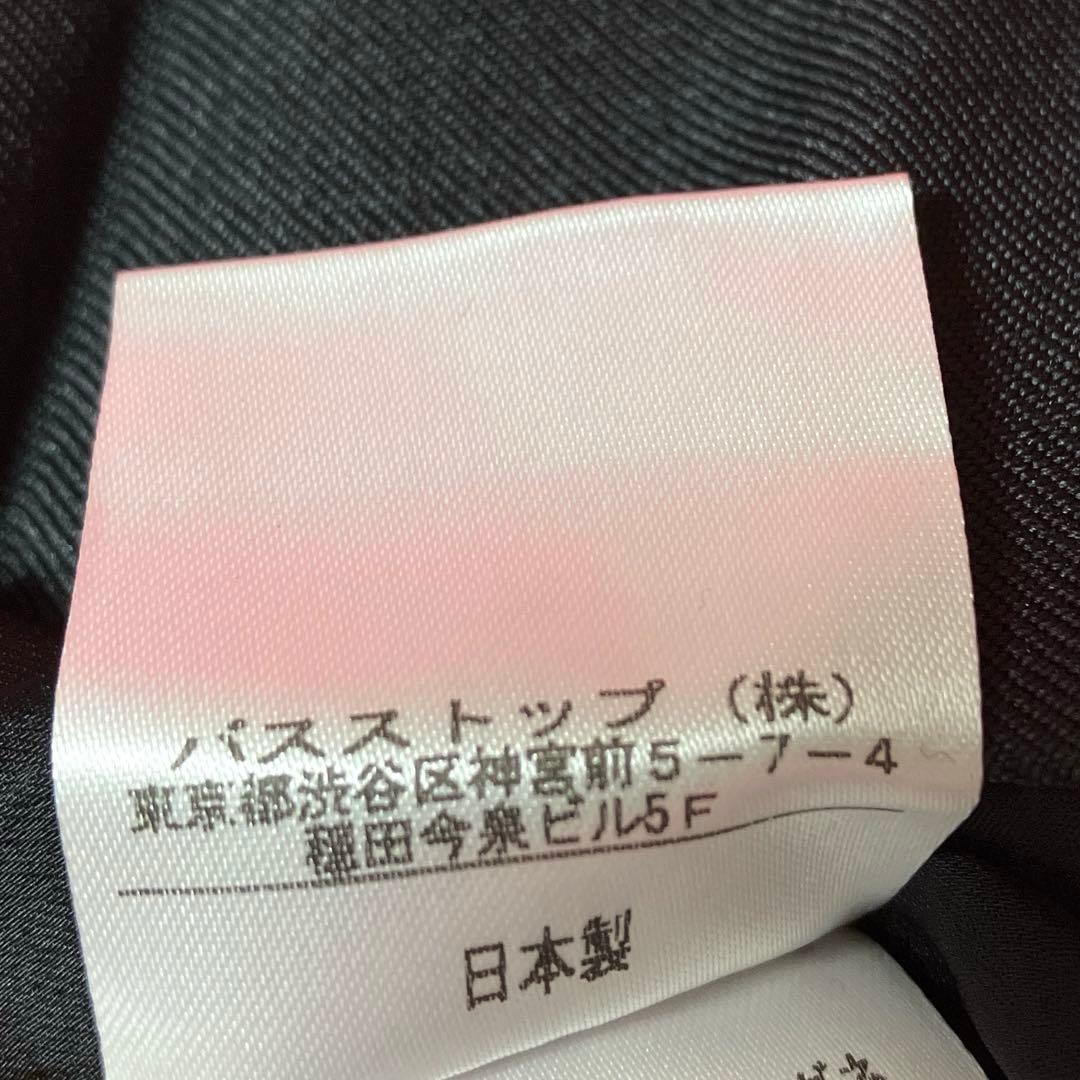 バスストップ（株）
東京都渋谷区神宮前5－7－4
穏田今泉ビル5F
日本製